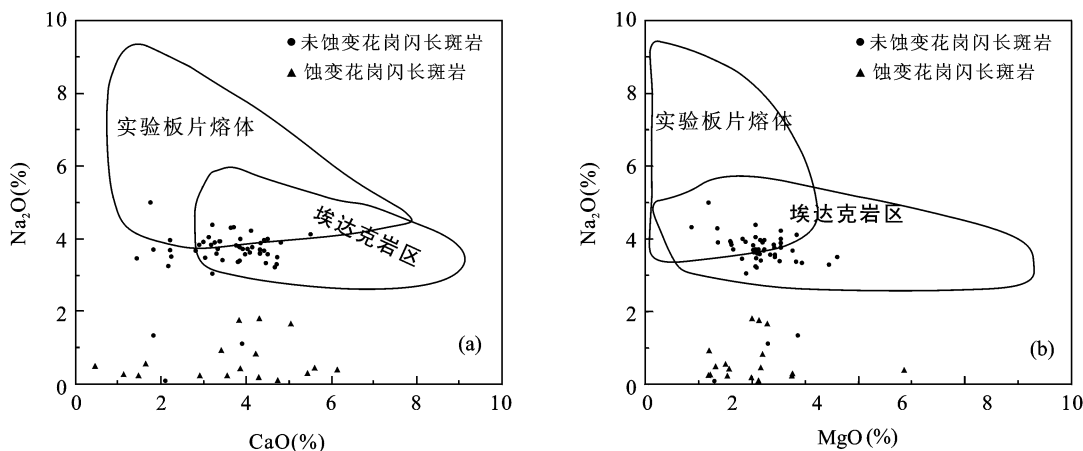 10
8
6
4
2
0
Na₂O(%)
● 未蚀变花岗闪长斑岩
▲ 蚀变花岗闪长斑岩
实验板片熔体
埃达克岩区
(a)
0 2 4 6 8 10
CaO(%)
10
8
6
4
2
0
Na₂O(%)
● 未蚀变花岗闪长斑岩
▲ 蚀变花岗闪长斑岩
实验板片熔体
埃达克岩区
(b)
0 2 4 6 8 10
MgO(%)